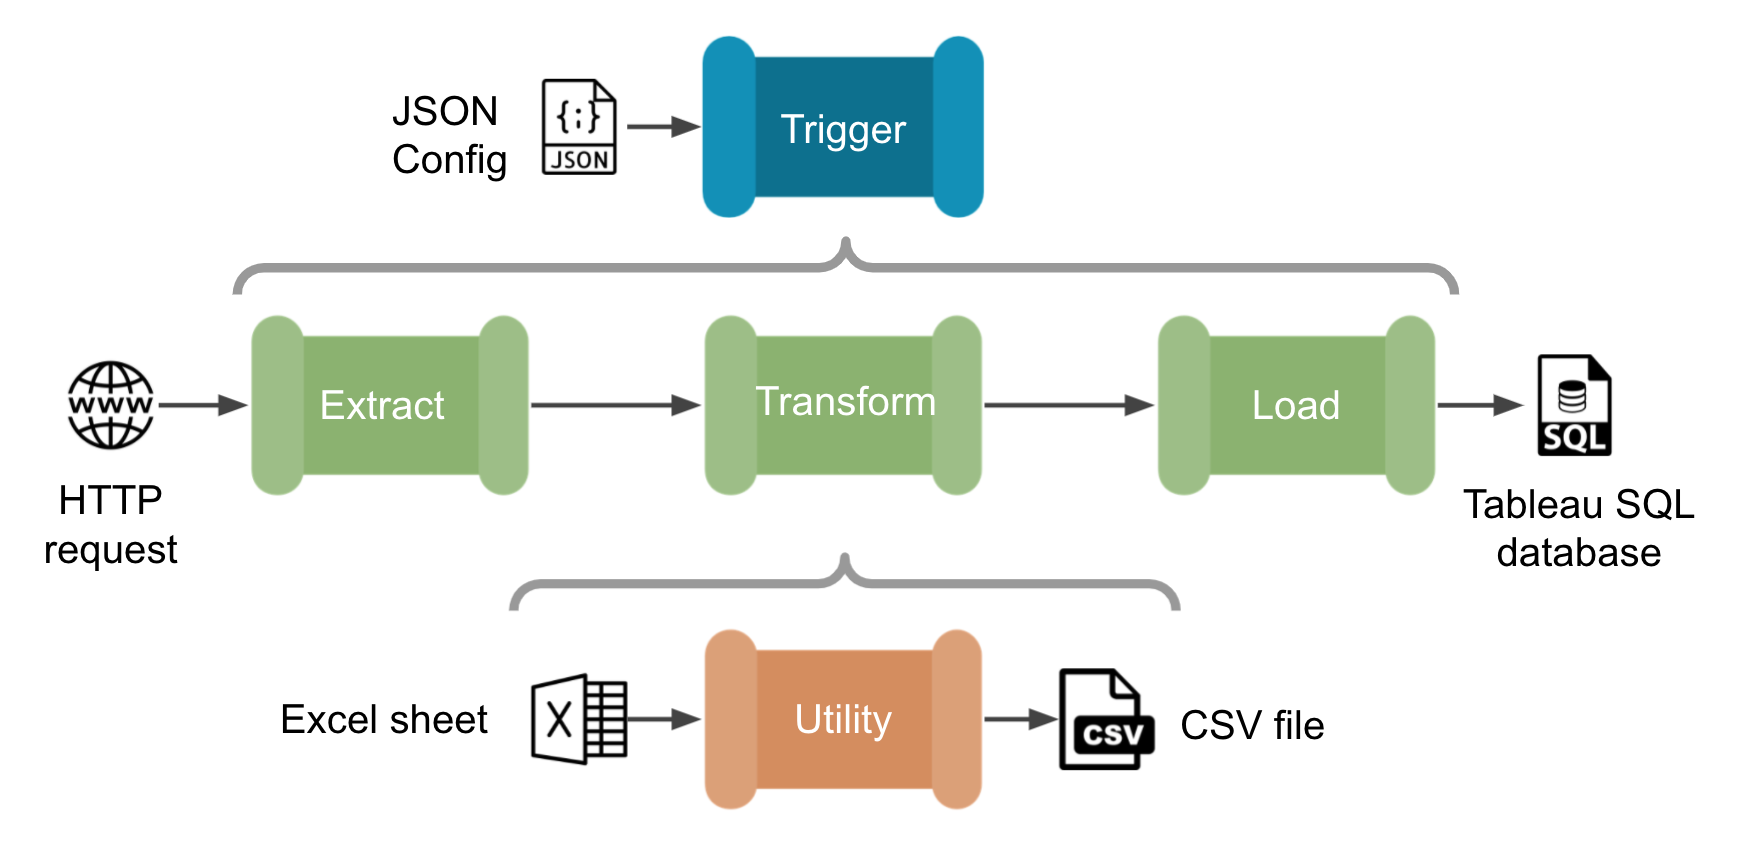 JSON
Config
{;}
JSON
Trigger
www
HTTP
request
Extract
Transform
Load
SQL
Tableau SQL
database
Excel sheet
X
Utility
CSV
CSV file